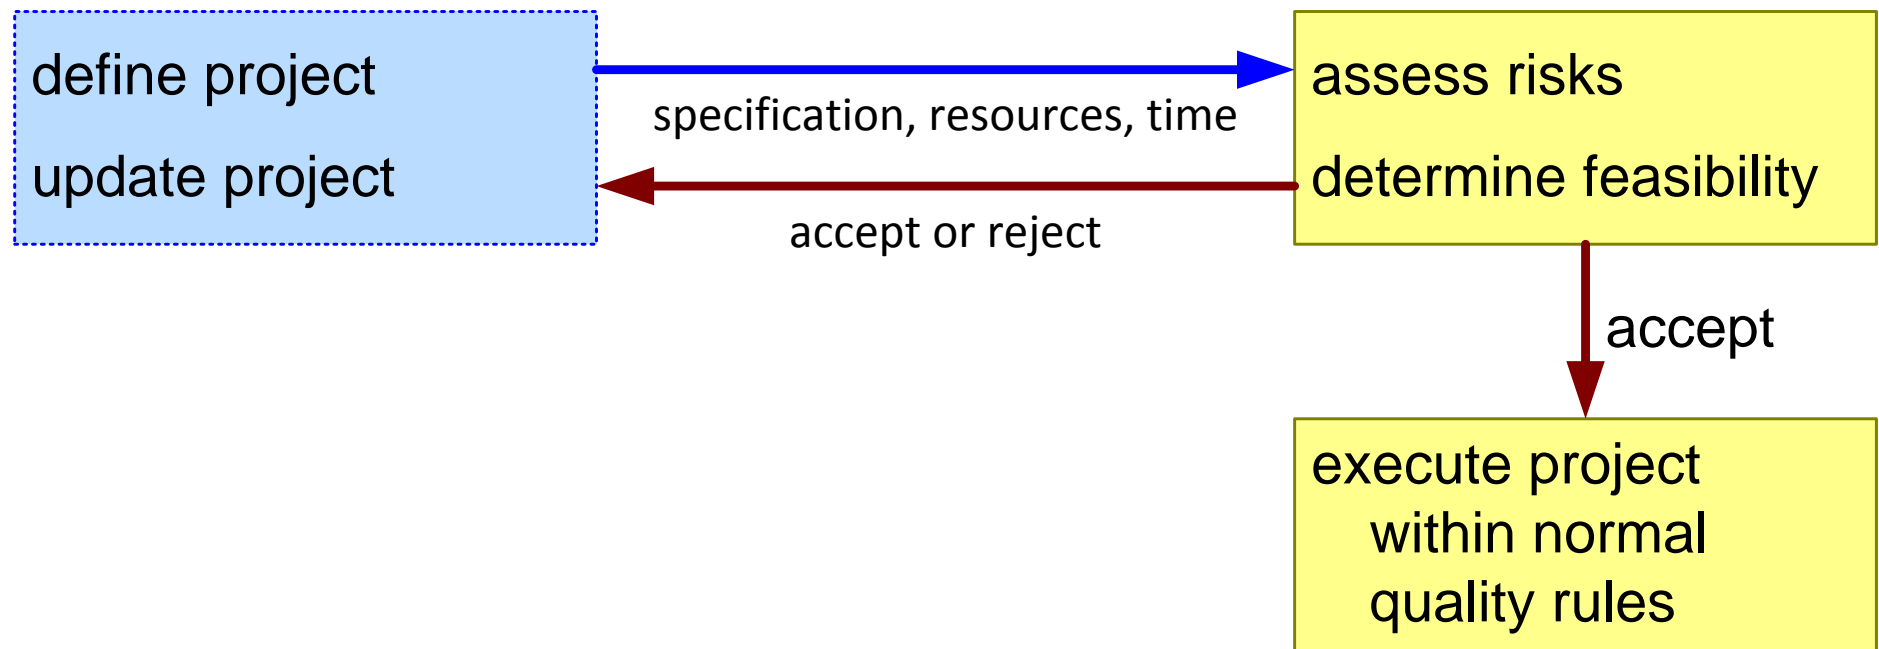 define project
update project
specification, resources, time
accept or reject
assess risks
determine feasibility
accept
execute project
within normal
quality rules